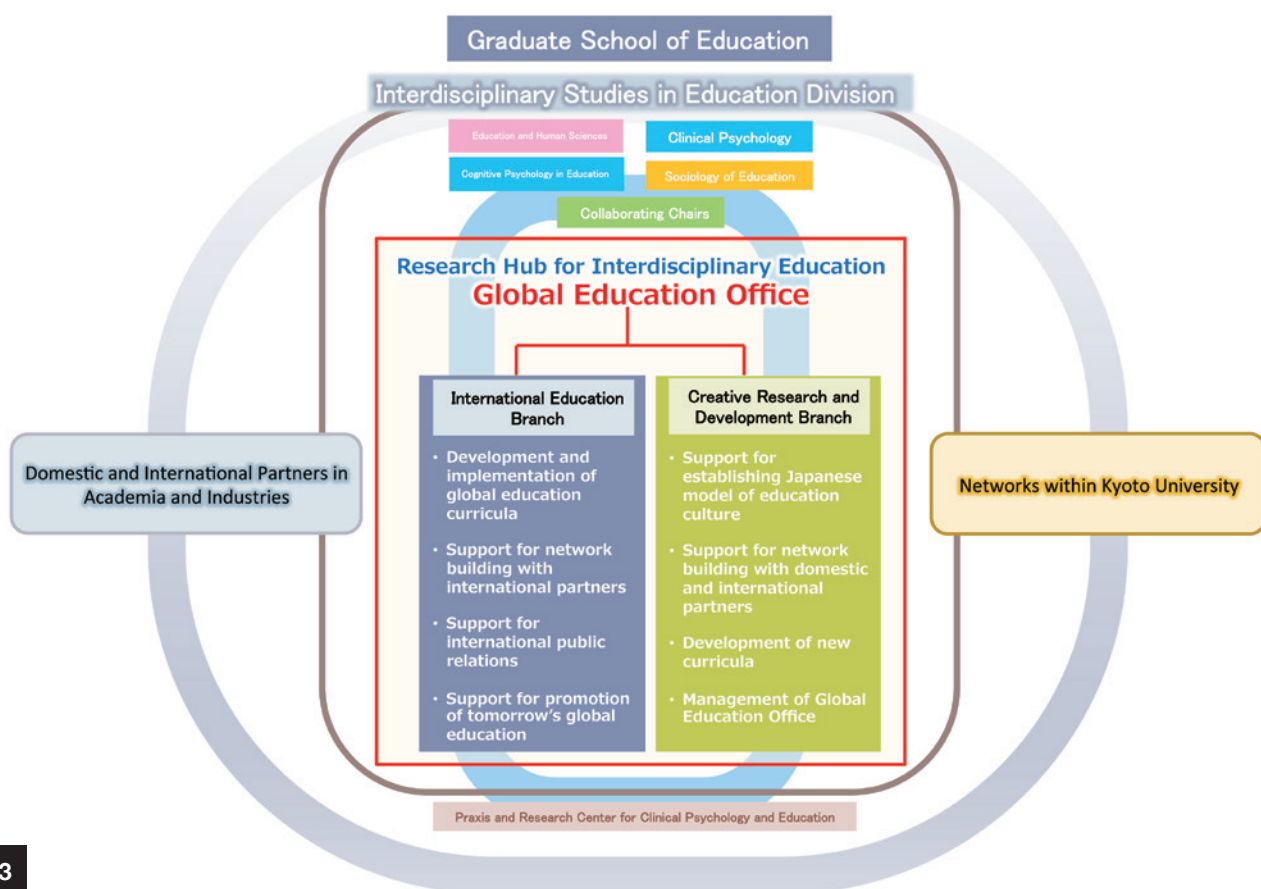 Graduate School of Education
Interdisciplinary Studies in Education Division
Education and Human Sciences
Clinical Psychology
Cognitive Psychology in Education
Sociology of Education
Collaborating Chairs
Research Hub for Interdisciplinary Education
Global Education Office
International Education
Branch
• Development and
implementation of
global education
curricula
• Support for network
building with
international partners
• Support for
international public
relations
• Support for promotion
of tomorrow's global
education
Creative Research and
Development Branch
• Support for
establishing Japanese
model of education
culture
• Support for network
building with domestic
and international
partners
• Development of new
curricula
• Management of Global
Education Office
Domestic and International Partners in
Academia and Industries
Networks within Kyoto University
Praxis and Research Center for Clinical Psychology and Education
3